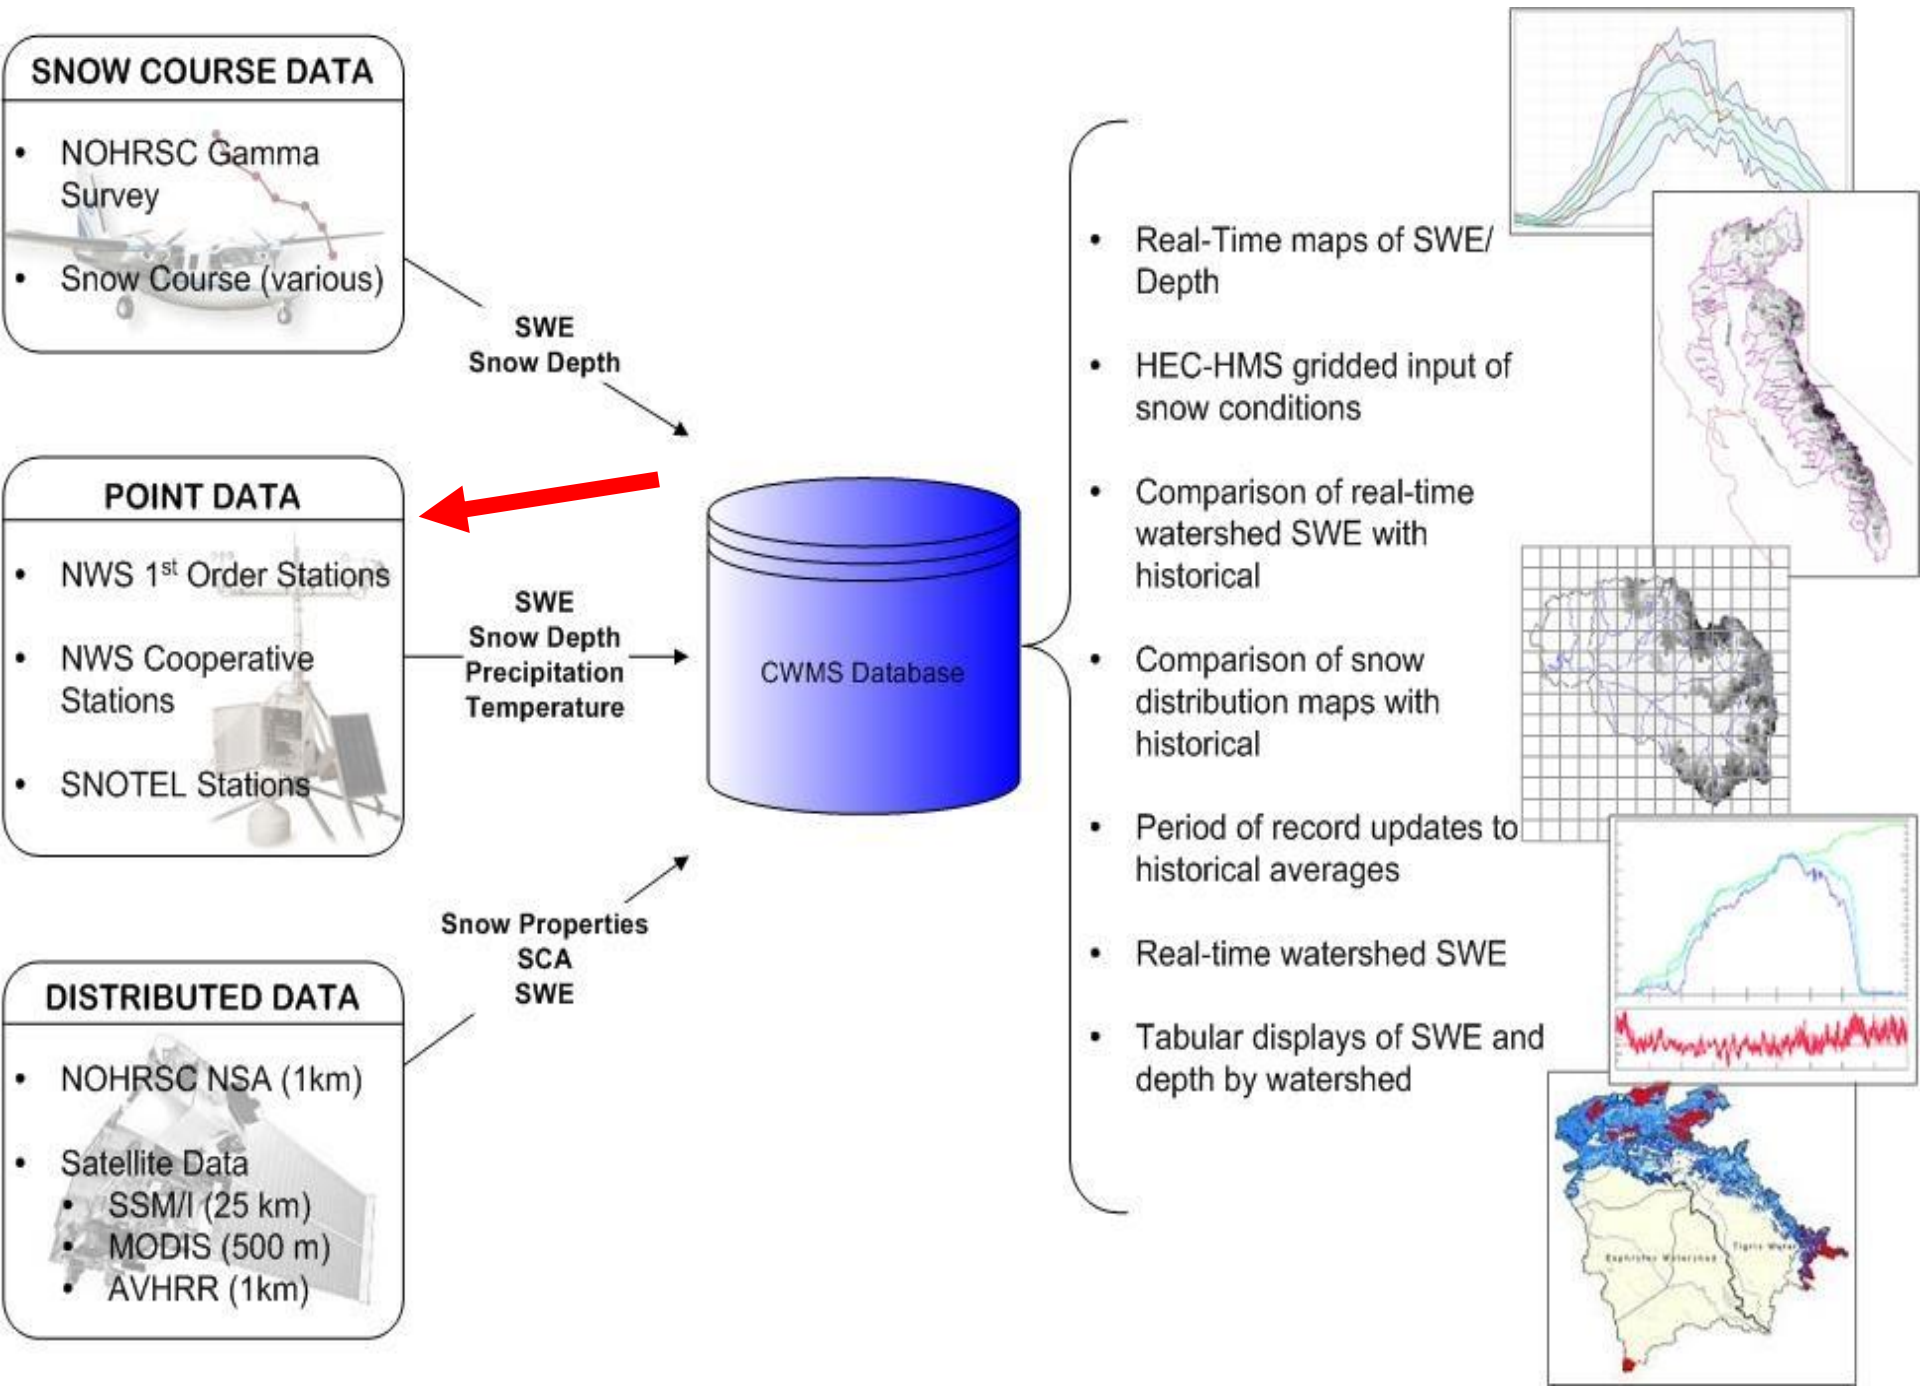 SNOW COURSE DATA
• NOHRSC Gamma
Survey
• Snow Course (various)
SWE
Snow Depth
POINT DATA
• NWS 1st Order Stations
• NWS Cooperative
Stations
• SNOTEL Stations
SWE
Snow Depth
Precipitation
Temperature
DISTRIBUTED DATA
• NOHRSC NSA (1km)
• Satellite Data
• SSM/I (25 km)
• MODIS (500 m)
• AVHRR (1km)
Snow Properties
SCA
SWE
CWMS Database
• Real-Time maps of SWE/
Depth
• HEC-HMS gridded input of
snow conditions
• Comparison of real-time
watershed SWE with
historical
• Comparison of snow
distribution maps with
historical
• Period of record updates to
historical averages
• Real-time watershed SWE
• Tabular displays of SWE and
depth by watershed
Euphrates Watershed
Tigris Water